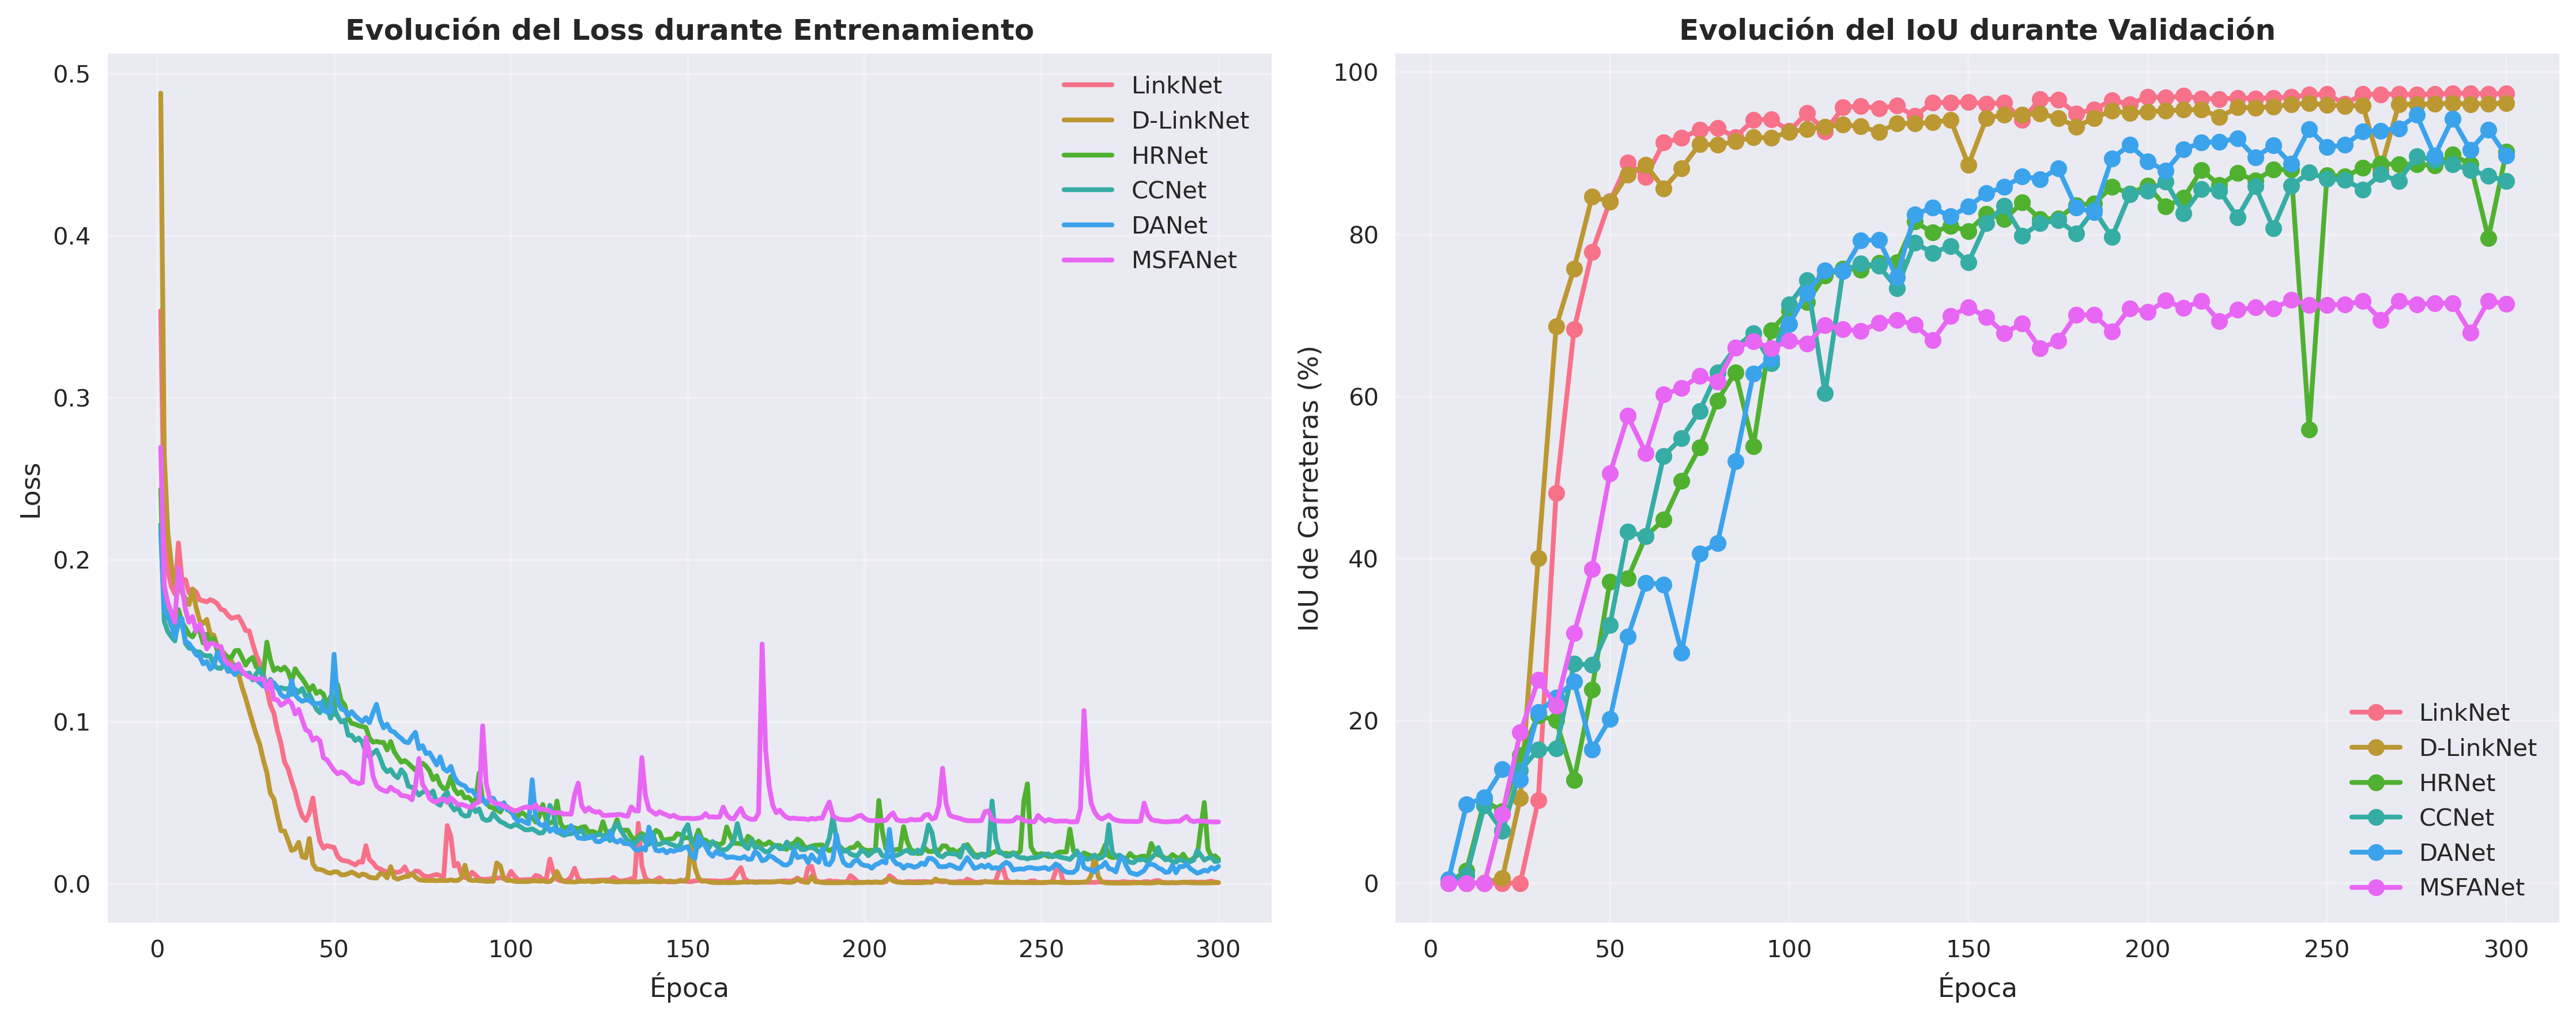 Evolución del Loss durante Entrenamiento
0.5
0.4
0.3
0.2
0.1
0.0
Loss
0 50 100 150 200 250 300
Época
LinkNet
D-LinkNet
HRNet
CCNet
DANet
MSFANet
Evolución del IoU durante Validación
100
80
60
40
20
0
IoU de Carreteras (%)
0 50 100 150 200 250 300
Época
LinkNet
D-LinkNet
HRNet
CCNet
DANet
MSFANet